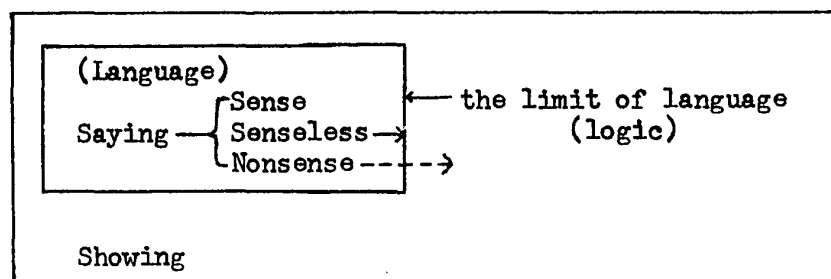 (Language)
Sense
the limit of language
Saying Senseless (logic)
Nonsense
Showing